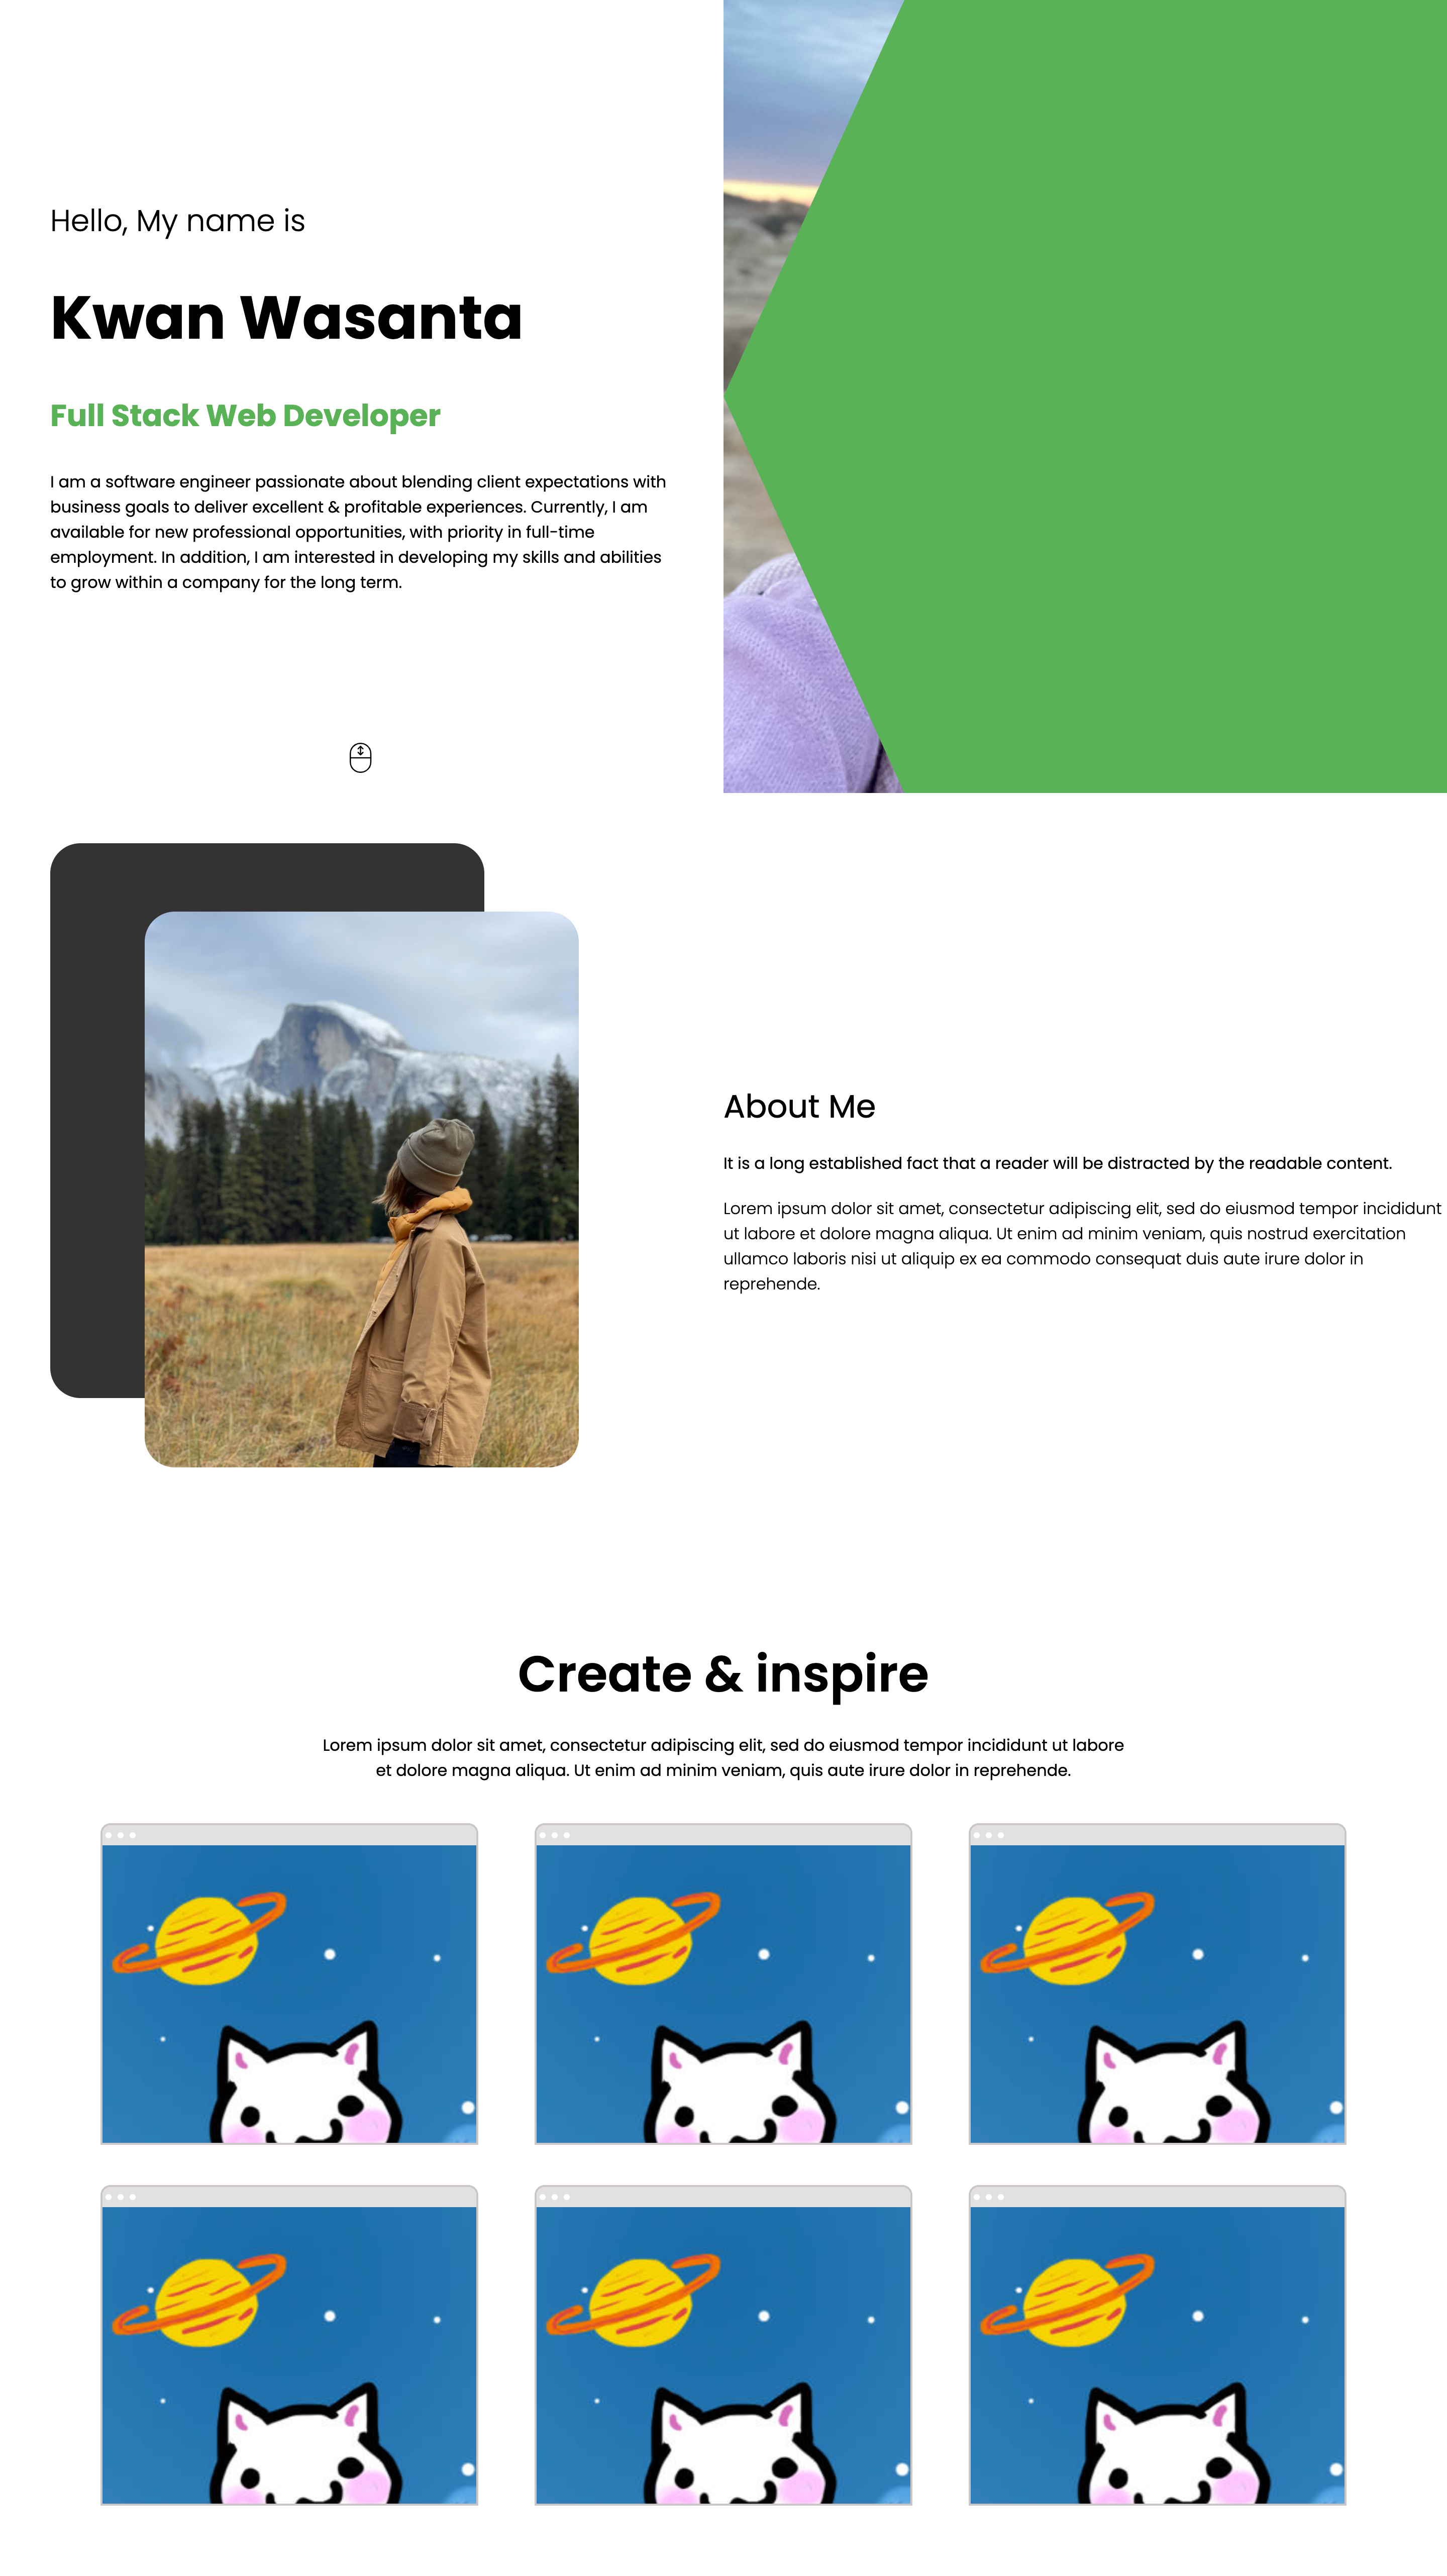 Hello, My name is
Kwan Wasanta
Full Stack Web Developer
I am a software engineer passionate about blending client expectations with
business goals to deliver excellent & profitable experiences. Currently, I am
available for new professional opportunities, with priority in full-time
employment. In addition, I am interested in developing my skills and abilities
to grow within a company for the long term.
About Me
It is a long established fact that a reader will be distracted by the readable content.
Lorem ipsum dolor sit amet, consectetur adipiscing elit, sed do eiusmod tempor incididunt
ut labore et dolore magna aliqua. Ut enim ad minim veniam, quis nostrud exercitation
ullamco laboris nisi ut aliquip ex ea commodo consequat duis aute irure dolor in
reprehende.
Create & inspire
Lorem ipsum dolor sit amet, consectetur adipiscing elit, sed do eiusmod tempor incididunt ut labore
et dolore magna aliqua. Ut enim ad minim veniam, quis aute irure dolor in reprehende.